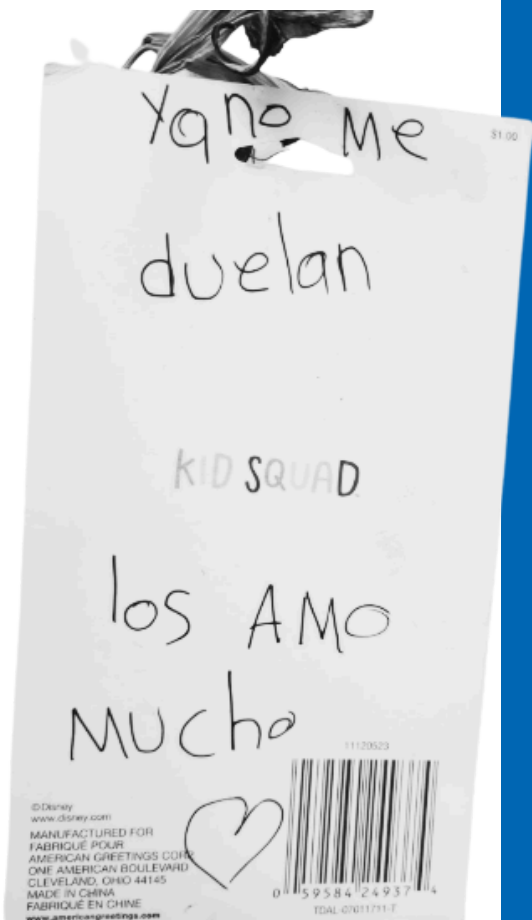 $1.00
Ya no Me
duelan
KID SQUAD
los AMO
MUcho
11120523
© Disney
www.disney.com
MANUFACTURED FOR
FABRIQUÉ POUR
AMERICAN GREETINGS CORP
ONE AMERICAN BOULEVARD
CLEVELAND, OHIO 44145
MADE IN CHINA
FABRIQUÉ EN CHINE
www.americangreetings.com
0 59584 24937 4
TDAL-07011711-T